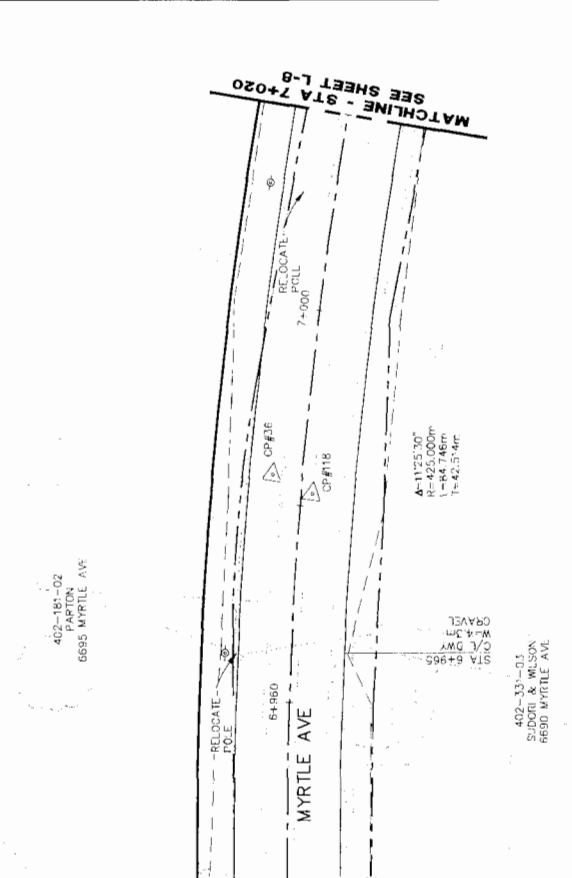 MATCHLINE - STA 7+020
SEE SHEET L-8
RELOCATE
POLL
7+000
CP#36
CP#118
Δ=11°25'30"
R=425.000m
L=84.746m
T=42.514m
402-181-02
PARTON
6695 MYRTLE AVE
STA 6+965
C/L DWY
W=4.3m
GRAVEL
RELOCATE
POLE
6+960
MYRTLE AVE
402-331-03
& WILSON
6690 MYRTLE AVE